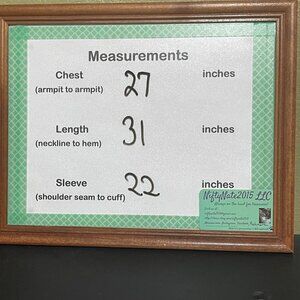 Measurements
Chest 27 inches
(armpit to armpit)
Length 31 inches
(neckline to hem)
Sleeve 22 inches
(shoulder seam to cuff)
NiftyNate2015 LLC